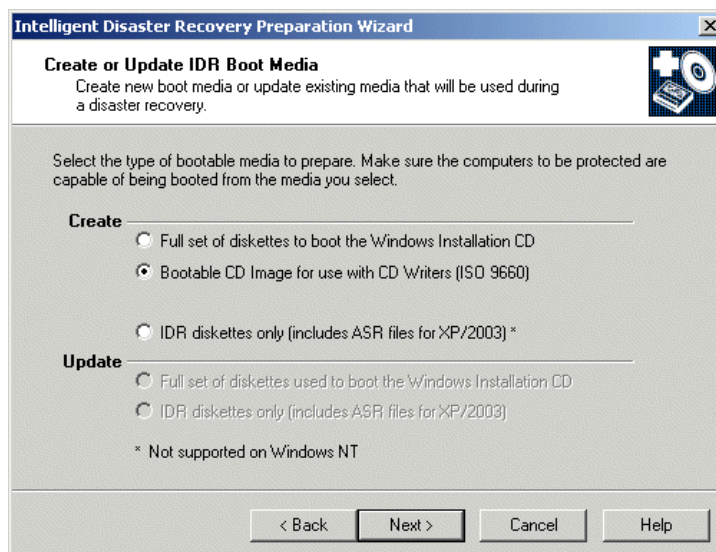 Intelligent Disaster Recovery Preparation Wizard
Create or Update IDR Boot Media
Create new boot media or update existing media that will be used during
a disaster recovery.
Select the type of bootable media to prepare. Make sure the computers to be protected are
capable of being booted from the media you select.
Create
Full set of diskettes to boot the Windows Installation CD
Bootable CD Image for use with CD Writers (ISO 9660)
IDR diskettes only (includes ASR files for XP/2003) *
Update
Full set of diskettes used to boot the Windows Installation CD
IDR diskettes only (includes ASR files for XP/2003)
* Not supported on Windows NT
< Back Next > Cancel Help